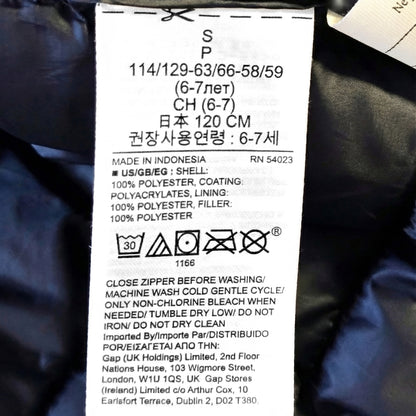 Ne
S
P
114/129-63/66-58/59
(6-7лет)
CH (6-7)
日本 120 CM
권장사용연령 : 6-7세
MADE IN INDONESIA RN 54023
■ US/GB/EG : SHELL:
100% POLYESTER, COATING:
POLYACRYLATES, LINING:
100% POLYESTER, FILLER:
100% POLYESTER
30 ®
1166
CLOSE ZIPPER BEFORE WASHING/
MACHINE WASH COLD GENTLE CYCLE/
ONLY NON-CHLORINE BLEACH WHEN
NEEDED/ TUMBLE DRY LOW/ DO NOT
IRON/ DO NOT DRY CLEAN
Imported By/Importe Par/DISTRIBUIDO
POR/ΕΙΣΑΓΕΤΑΙ ΑΠΟ ΤΗΝ:
Gap (UK Holdings) Limited, 2nd Floor
Nations House, 103 Wigmore Street,
London, W1U 1QS, UK Gap Stores
(Ireland) Limited c/o Arthur Cox, 10
Earlsfort Terrace, Dublin 2, D02 T380